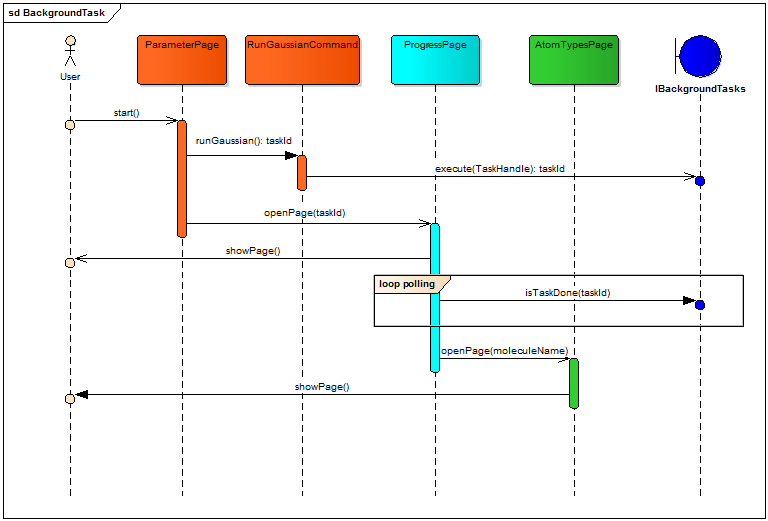 sd BackgroundTask
User
ParameterPage
RunGaussianCommand
ProgressPage
AtomTypesPage
IBackgroundTasks
start()
runGaussian(): taskId
execute(TaskHandle): taskId
openPage(taskId)
showPage()
loop polling
isTaskDone(taskId)
openPage(moleculeName)
showPage()